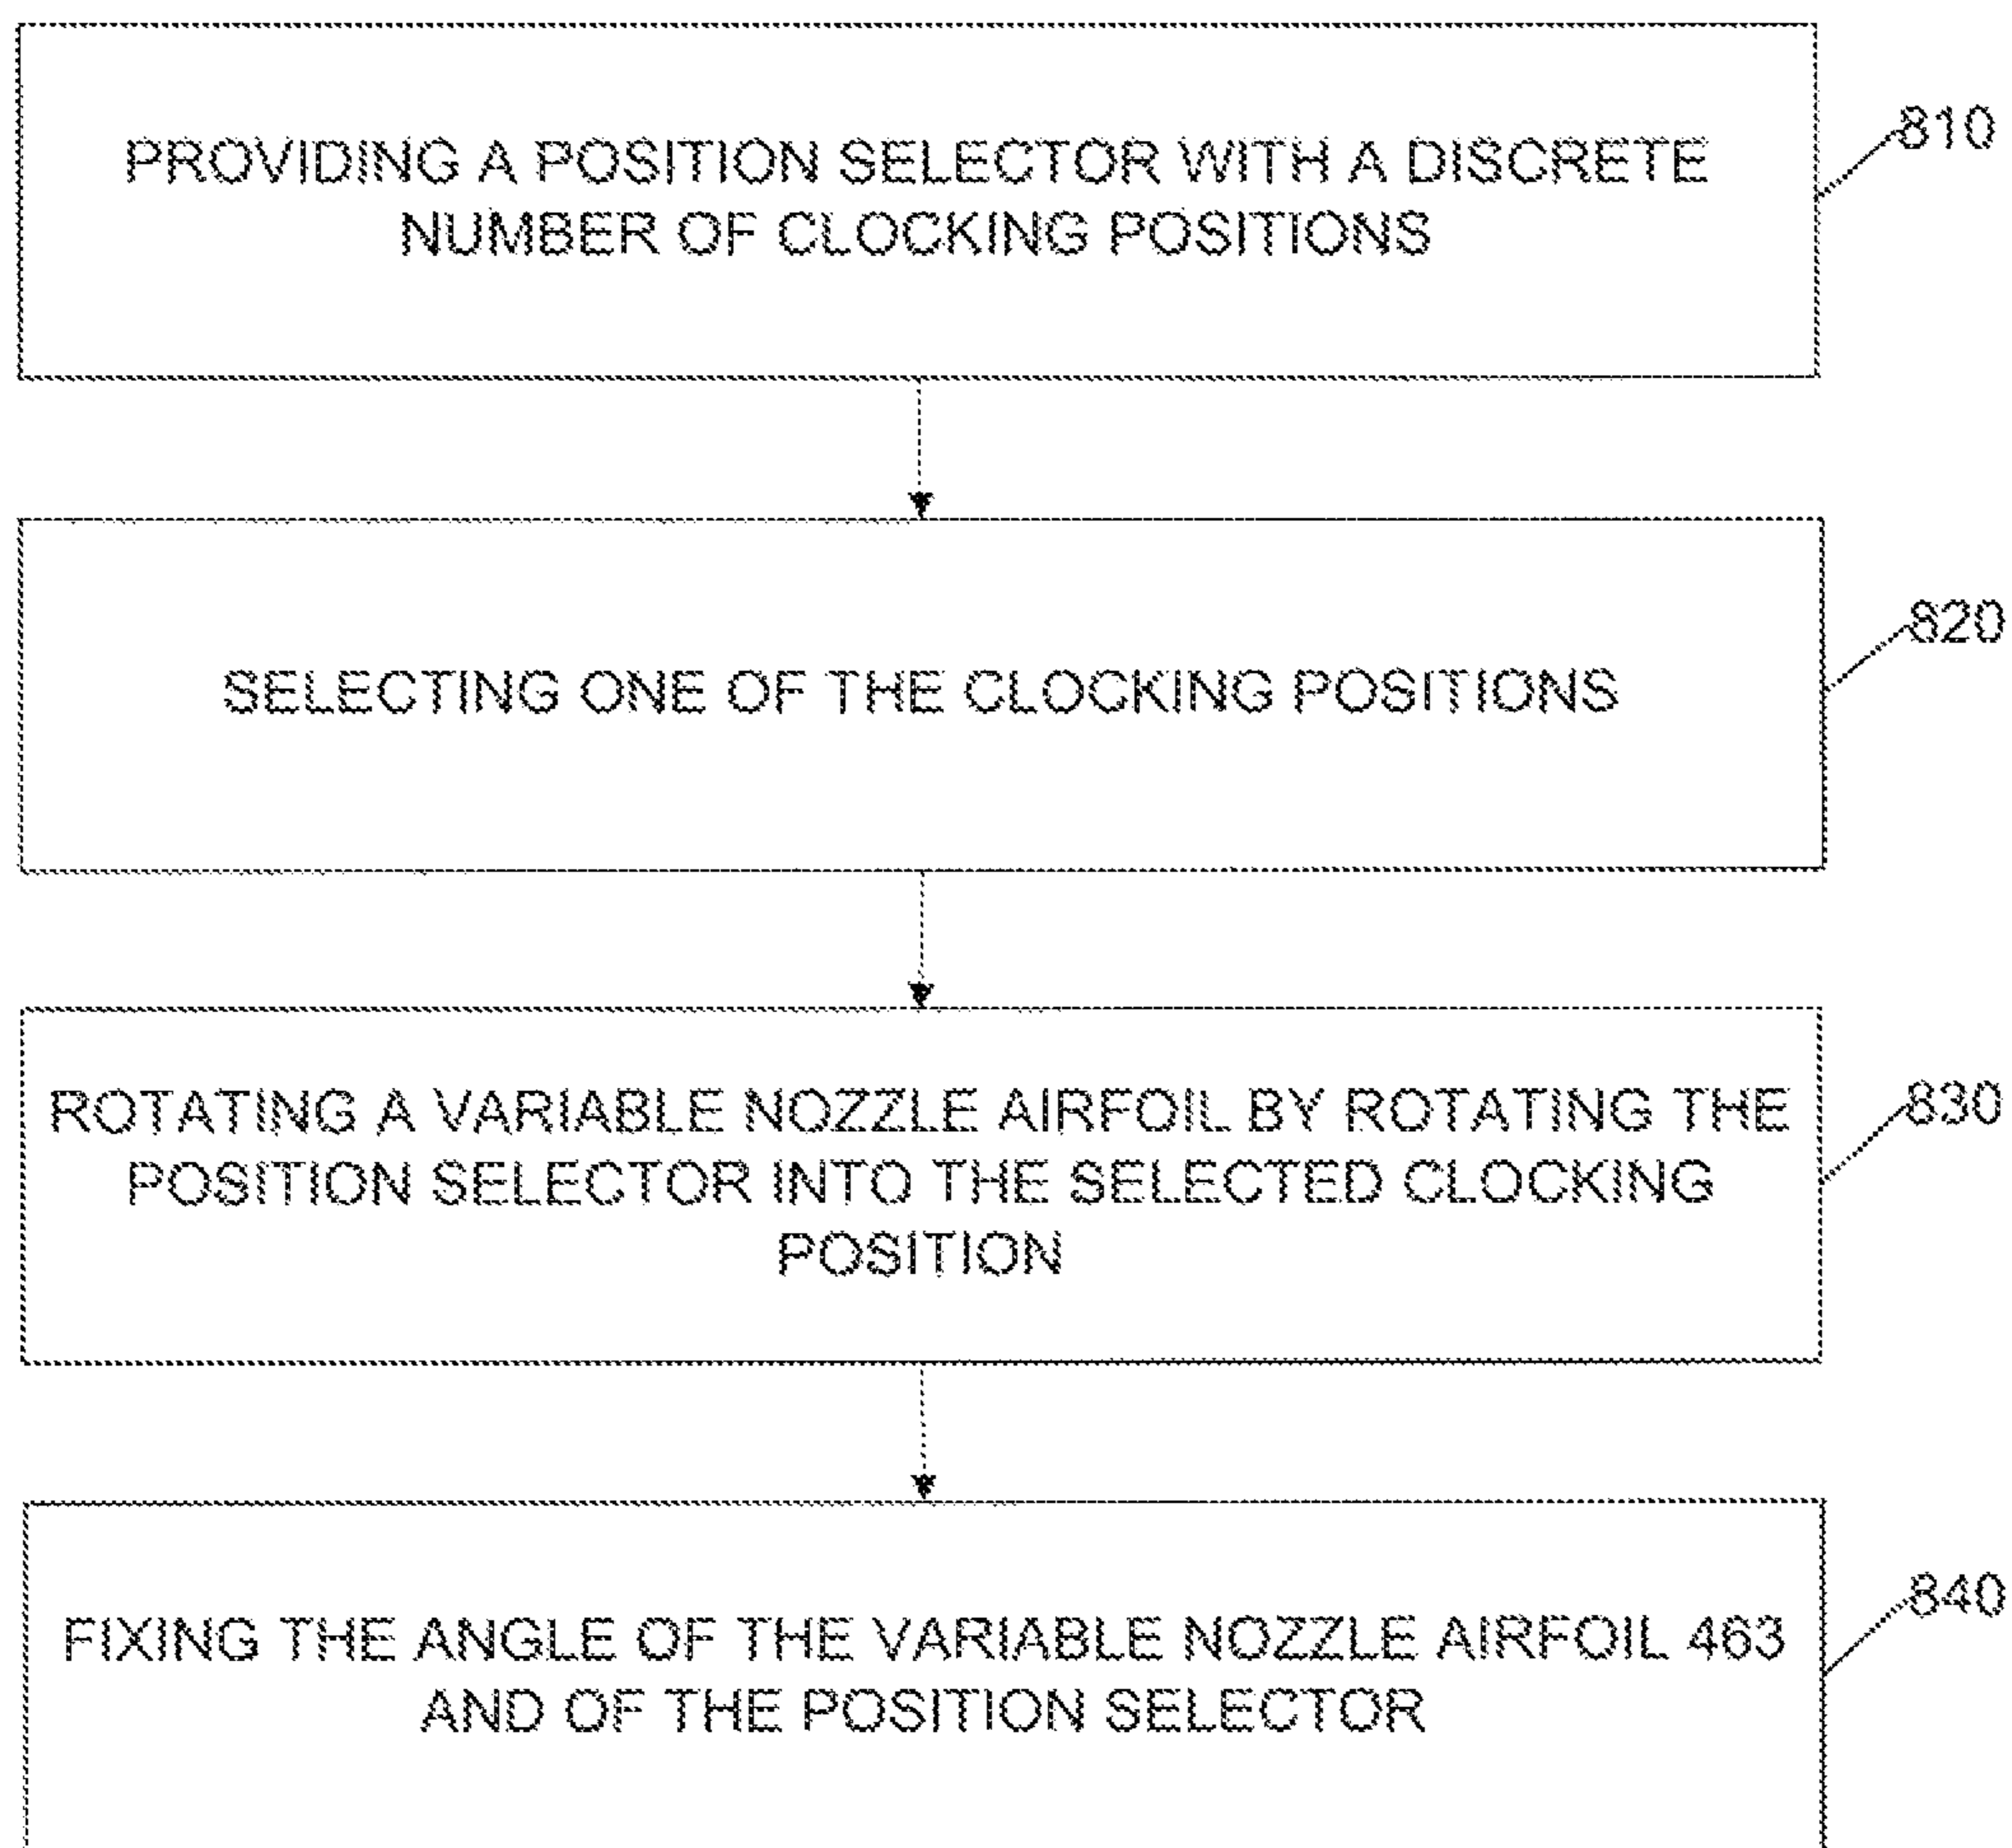 PROVIDING A POSITION SELECTOR WITH A DISCRETE
NUMBER OF CLOCKING POSITIONS
810
SELECTING ONE OF THE CLOCKING POSITIONS
820
ROTATING A VARIABLE NOZZLE AIRFOIL BY ROTATING THE
POSITION SELECTOR INTO THE SELECTED CLOCKING
POSITION
830
FIXING THE ANGLE OF THE VARIABLE NOZZLE AIRFOIL 463
AND OF THE POSITION SELECTOR
840